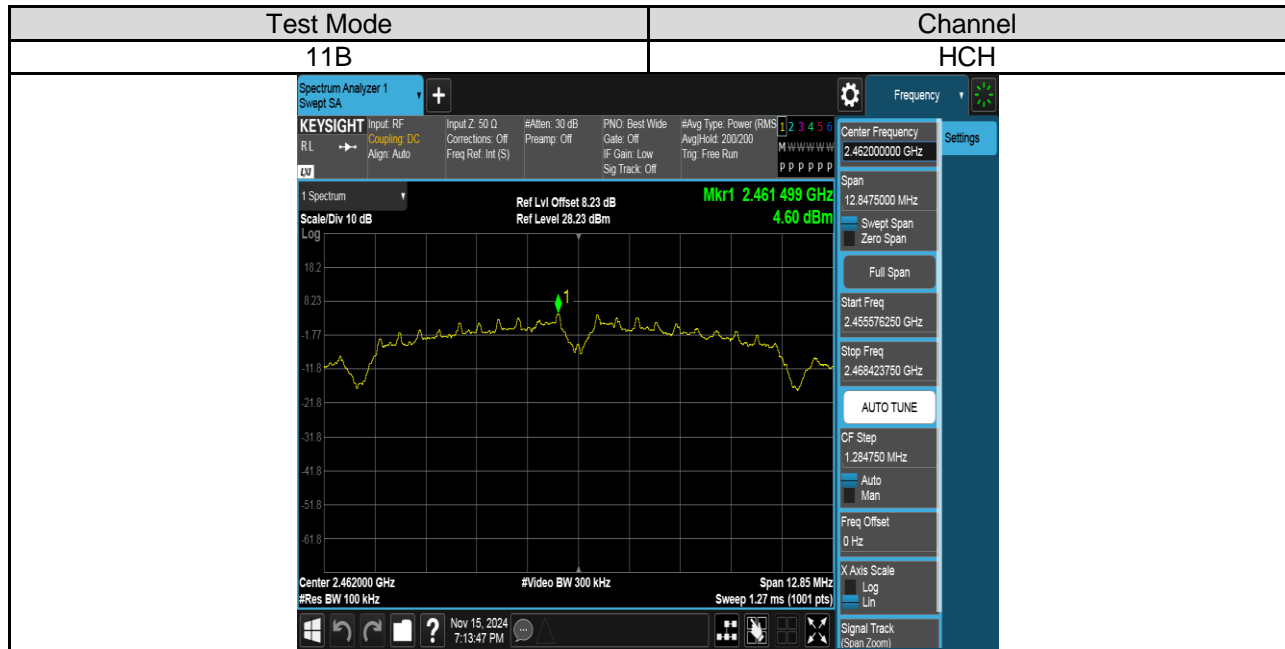 Test Mode Channel
11B HCH
Spectrum Analyzer 1
Swept SA
+
Frequency
KEYSIGHT
RL
LXI
Input: RF
Coupling: DC
Align: Auto
Input Z: 50 Ω
Corrections: Off
Freq Ref: Int (S)
#Atten: 30 dB
Preamp: Off
PNO: Best Wide
Gate: Off
IF Gain: Low
Sig Track: Off
#Avg Type: Power (RMS
Avg|Hold: 200/200
Trig: Free Run
1 2 3 4 5 6
M W W W W W
P P P P P P
1 Spectrum
Scale/Div 10 dB
Log
Ref Lvl Offset 8.23 dB
Ref Level 28.23 dBm
Mkr1 2.461 499 GHz
4.60 dBm
18.2
8.23
1
-1.77
-11.8
-21.8
-31.8
-41.8
-51.8
-61.8
Center 2.462000 GHz
#Res BW 100 kHz
#Video BW 300 kHz
Span 12.85 MHz
Sweep 1.27 ms (1001 pts)
Center Frequency
2.462000000 GHz
Settings
Span
12.8475000 MHz
Swept Span
Zero Span
Full Span
Start Freq
2.455576250 GHz
Stop Freq
2.468423750 GHz
AUTO TUNE
CF Step
1.284750 MHz
Auto
Man
Freq Offset
0 Hz
X Axis Scale
Log
Lin
Signal Track
(Span Zoom)
?
Nov 15, 2024
7:13:47 PM